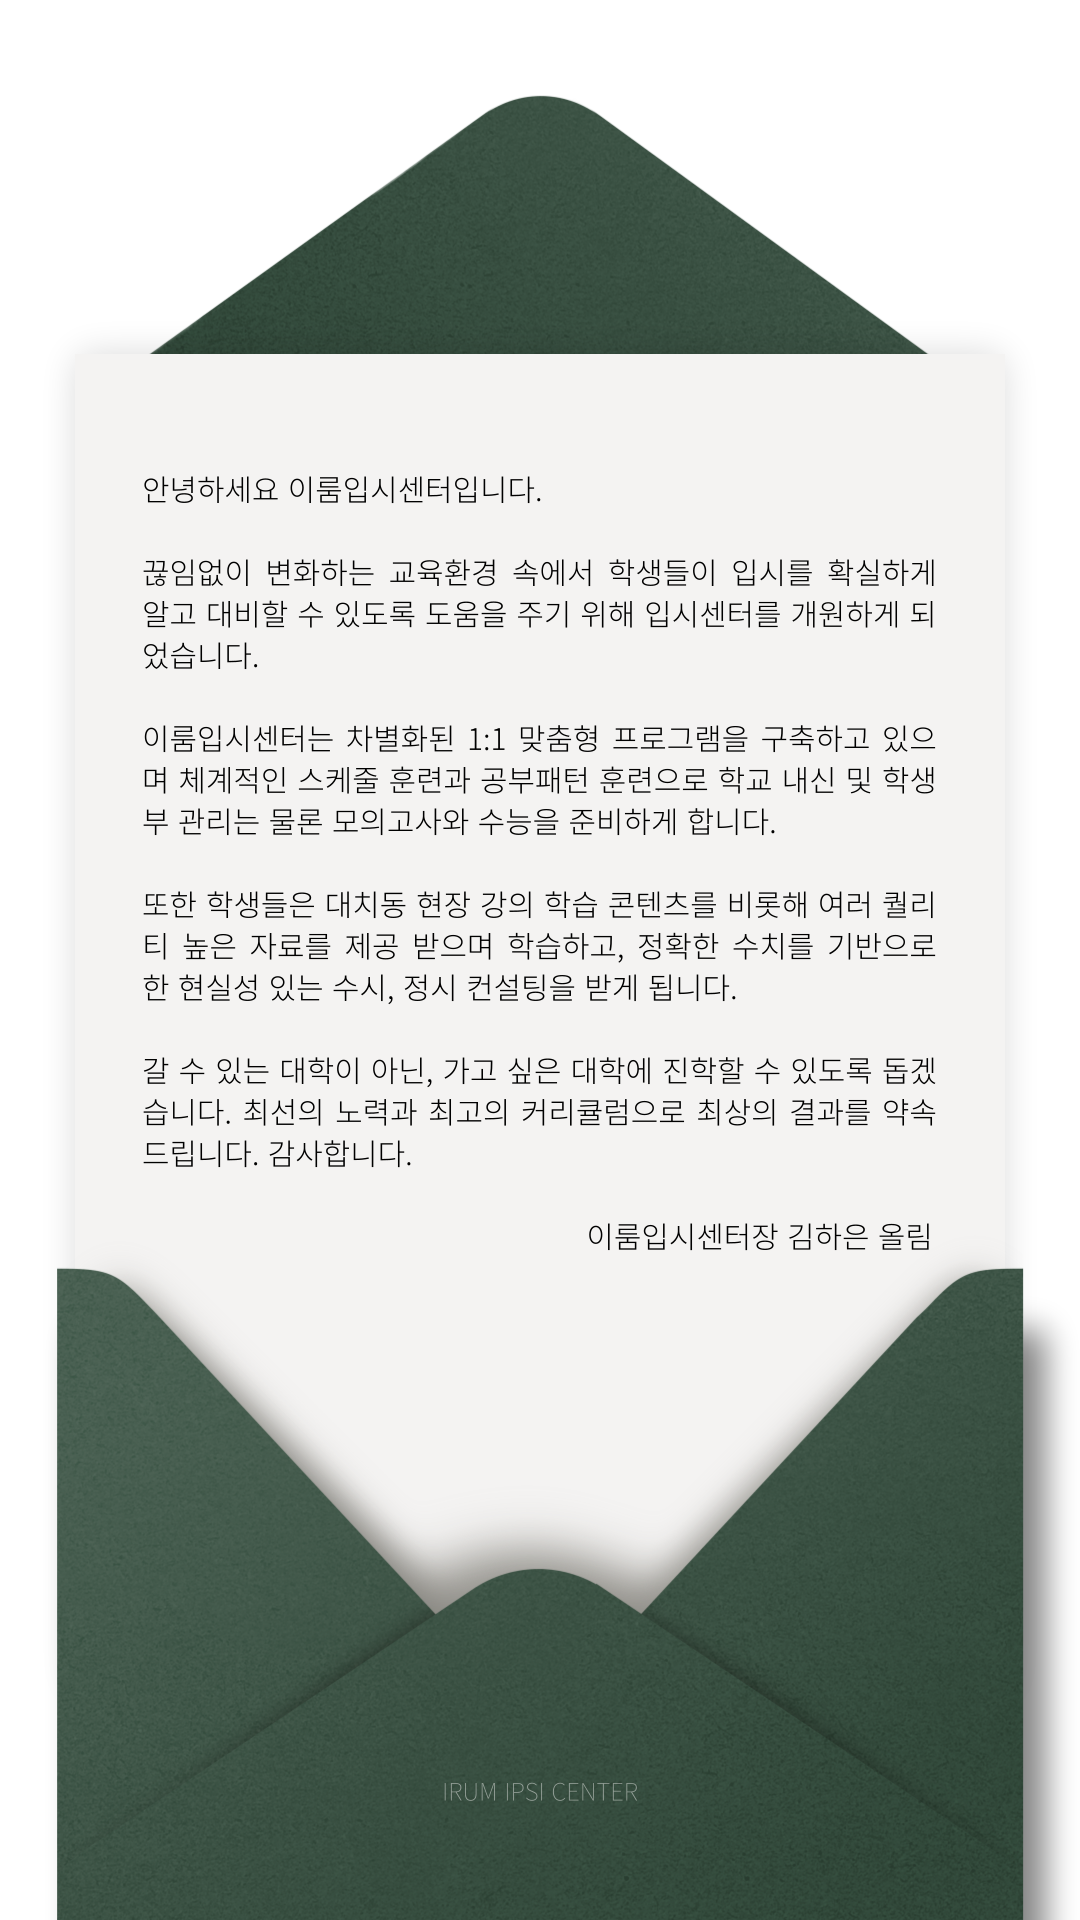 안녕하세요 이룸입시센터입니다.
끊임없이 변화하는 교육환경 속에서 학생들이 입시를 확실하게
알고 대비할 수 있도록 도움을 주기 위해 입시센터를 개원하게 되
었습니다.
이룸입시센터는 차별화된 1:1 맞춤형 프로그램을 구축하고 있으
며 체계적인 스케줄 훈련과 공부패턴 훈련으로 학교 내신 및 학생
부 관리는 물론 모의고사와 수능을 준비하게 합니다.
또한 학생들은 대치동 현장 강의 학습 콘텐츠를 비롯해 여러 퀄리
티 높은 자료를 제공 받으며 학습하고, 정확한 수치를 기반으로
한 현실성 있는 수시, 정시 컨설팅을 받게 됩니다.
갈 수 있는 대학이 아닌, 가고 싶은 대학에 진학할 수 있도록 돕겠
습니다. 최선의 노력과 최고의 커리큘럼으로 최상의 결과를 약속
드립니다. 감사합니다.
이룸입시센터장 김하은 올림
IRUM IPSI CENTER